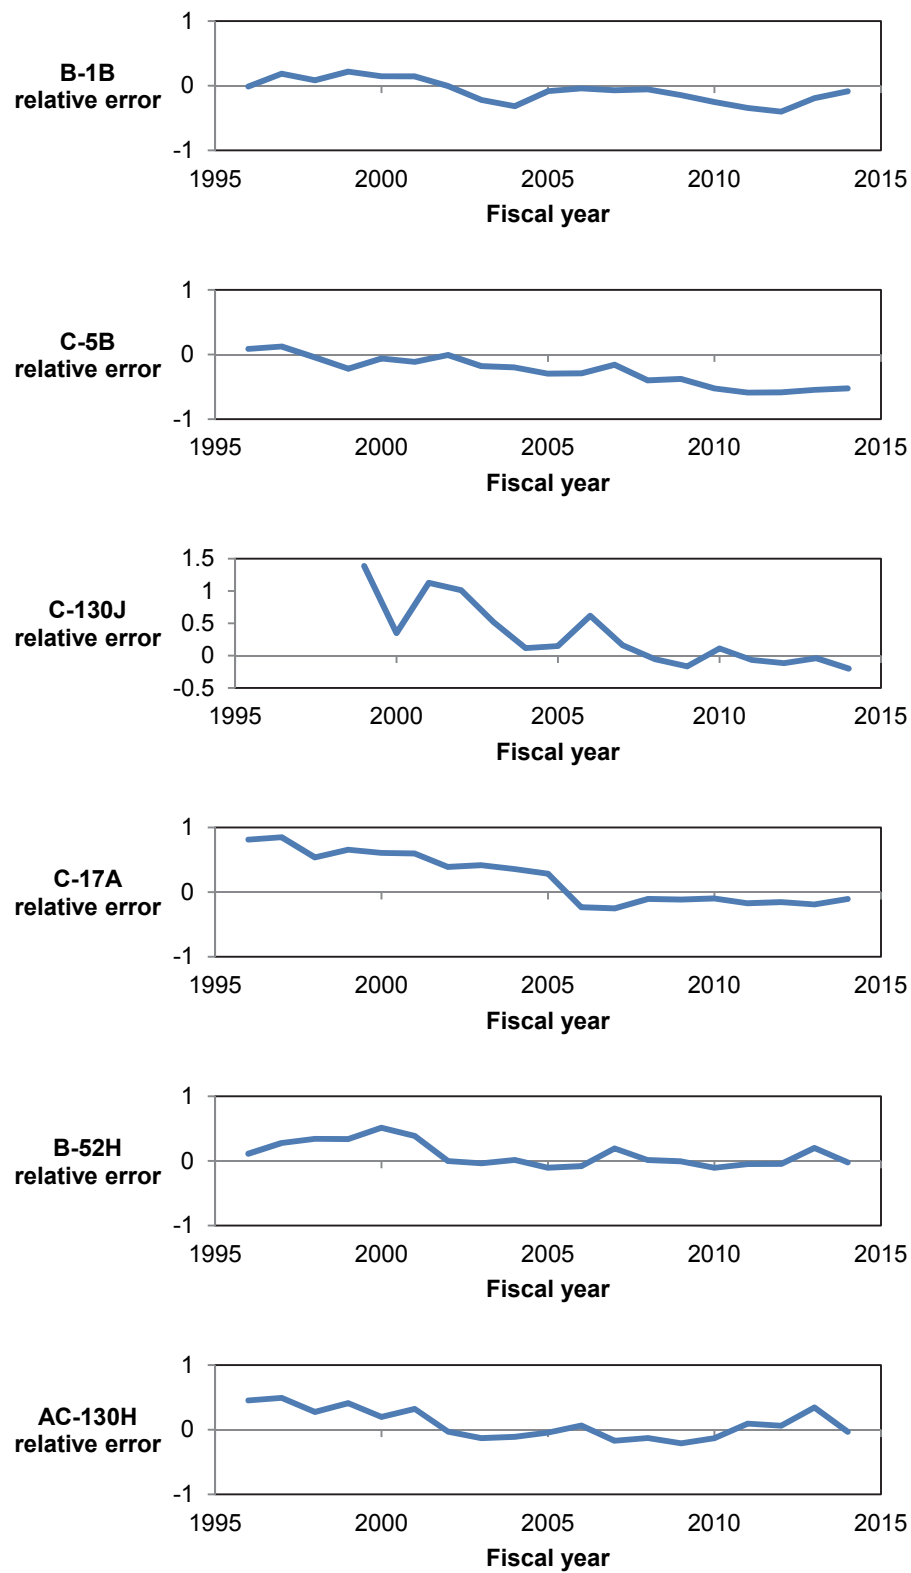 1
B-1B
relative error
0
-1
1995 2000 2005 2010 2015
Fiscal year
1
C-5B
relative error
0
-1
1995 2000 2005 2010 2015
Fiscal year
1.5
1
C-130J
relative error
0.5
0
-0.5
1995 2000 2005 2010 2015
Fiscal year
1
C-17A
relative error
0
-1
1995 2000 2005 2010 2015
Fiscal year
1
B-52H
relative error
0
-1
1995 2000 2005 2010 2015
Fiscal year
1
AC-130H
relative error
0
-1
1995 2000 2005 2010 2015
Fiscal year